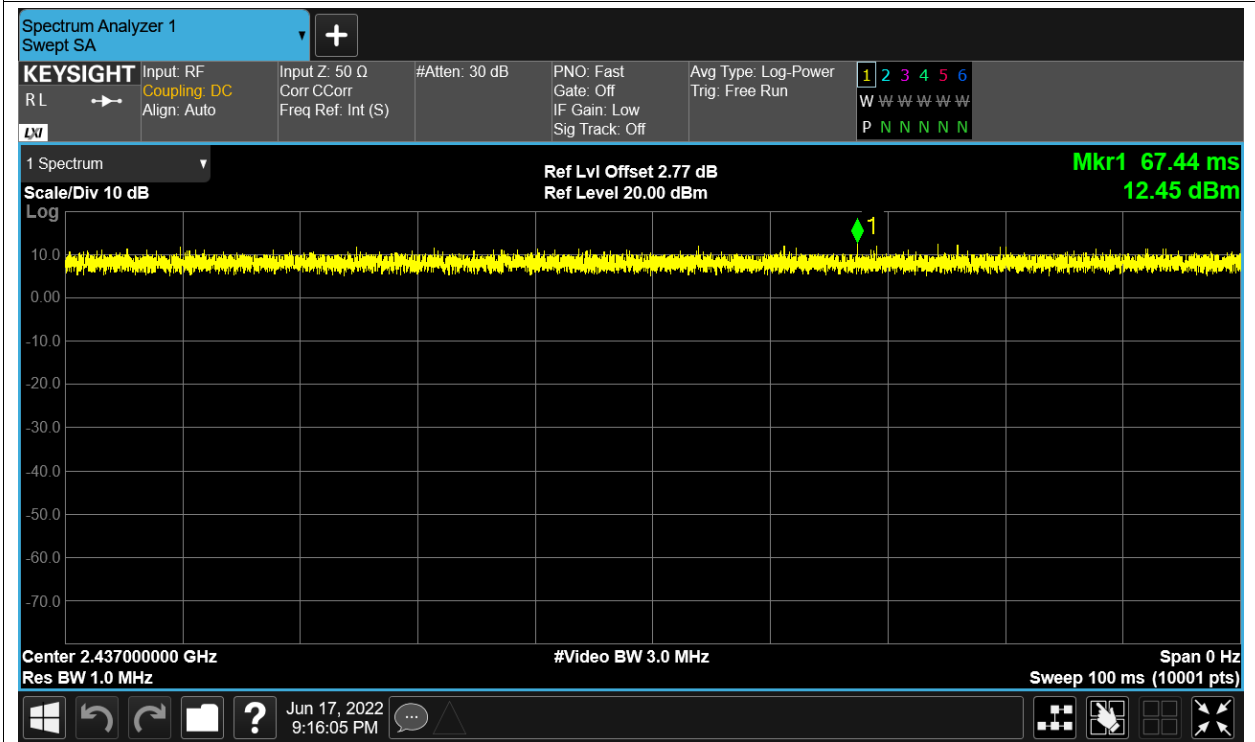 Spectrum Analyzer 1
Swept SA
KEYSIGHT
R L
LXI
Input: RF
Coupling: DC
Align: Auto
Input Z: 50 Ω
Corr CCorr
Freq Ref: Int (S)
#Atten: 30 dB
PNO: Fast
Gate: Off
IF Gain: Low
Sig Track: Off
Avg Type: Log-Power
Trig: Free Run
1 2 3 4 5 6
W W W W W W
P N N N N N
1 Spectrum
Scale/Div 10 dB
Log
Ref Lvl Offset 2.77 dB
Ref Level 20.00 dBm
Mkr1 67.44 ms
12.45 dBm
1
10.0
0.00
-10.0
-20.0
-30.0
-40.0
-50.0
-60.0
-70.0
Center 2.437000000 GHz
Res BW 1.0 MHz
#Video BW 3.0 MHz
Span 0 Hz
Sweep 100 ms (10001 pts)
?
Jun 17, 2022
9:16:05 PM